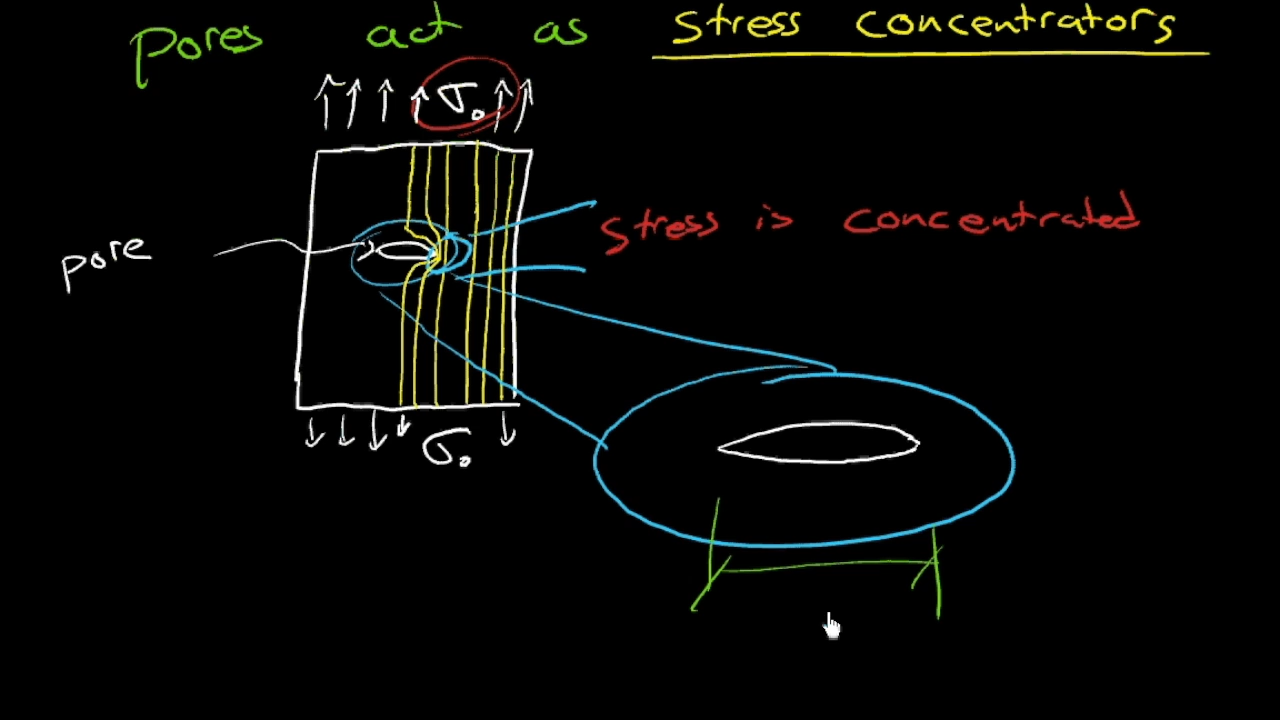 pores act as stress concentrators
σ₀
stress is concentrated
pore
σ₀